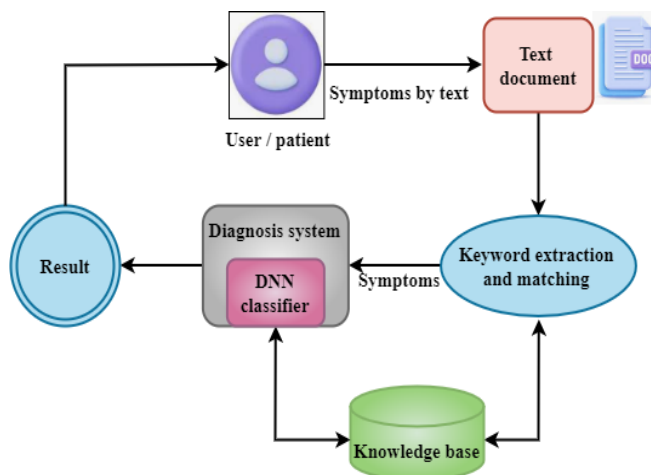 Text
document
DOC
Symptoms by text
User / patient
Diagnosis system
Keyword extraction
and matching
Result
DNN
classifier
Symptoms
Knowledge base